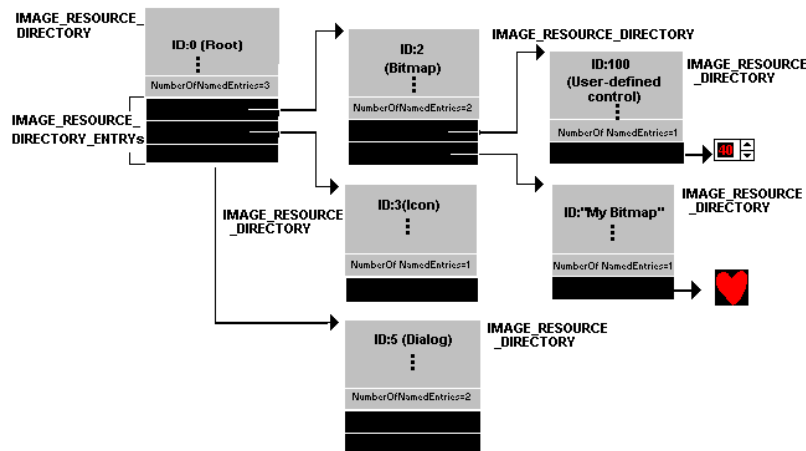 IMAGE_RESOURCE_
DIRECTORY
ID:0 (Root)
NumberOfNamedEntries=3
IMAGE_RESOURCE_
DIRECTORY_ENTRYs
ID:2
(Bitmap)
NumberOfNamedEntries=2
IMAGE_RESOURCE_DIRECTORY
ID:100
(User-defined
control)
NumberOf NamedEntries=1
IMAGE_RESOURCE
_DIRECTORY
40
IMAGE_RESOURCE
_DIRECTORY
ID:3(Icon)
NumberOf NamedEntries=1
ID:"My Bitmap"
NumberOf NamedEntries=1
IMAGE_RESOURCE
_DIRECTORY
ID:5 (Dialog)
NumberOfNamedEntries=2
IMAGE_RESOURCE
_DIRECTORY